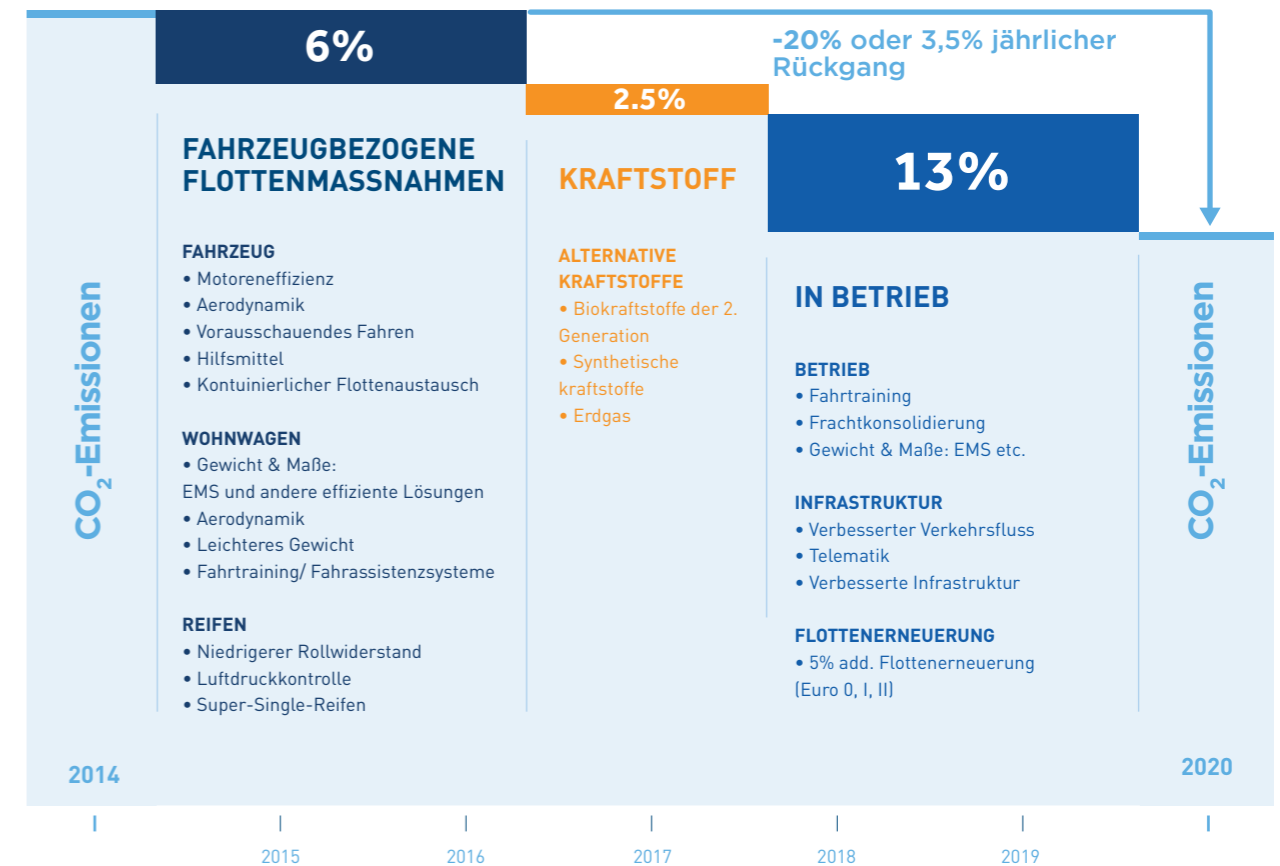 6%
-20% oder 3,5% jährlicher
Rückgang
2.5%
13%
CO₂-Emissionen
FAHRZEUGBEZOGENE
FLOTTENMASSNAHMEN
FAHRZEUG
• Motoreneffizienz
• Aerodynamik
• Vorausschauendes Fahren
• Hilfsmittel
• Kontuinierlicher Flottenaustausch
WOHNWAGEN
• Gewicht & Maße:
EMS und andere effiziente Lösungen
• Aerodynamik
• Leichteres Gewicht
• Fahrtraining/ Fahrassistenzsysteme
REIFEN
• Niedrigerer Rollwiderstand
• Luftdruckkontrolle
• Super-Single-Reifen
KRAFTSTOFF
ALTERNATIVE
KRAFTSTOFFE
• Biokraftstoffe der 2.
Generation
• Synthetische
kraftstoffe
• Erdgas
IN BETRIEB
BETRIEB
• Fahrtraining
• Frachtkonsolidierung
• Gewicht & Maße: EMS etc.
INFRASTRUKTUR
• Verbesserter Verkehrsfluss
• Telematik
• Verbesserte Infrastruktur
FLOTTENERNEUERUNG
• 5% add. Flottenerneuerung
(Euro 0, I, II)
CO₂-Emissionen
2014
2020
2015
2016
2017
2018
2019